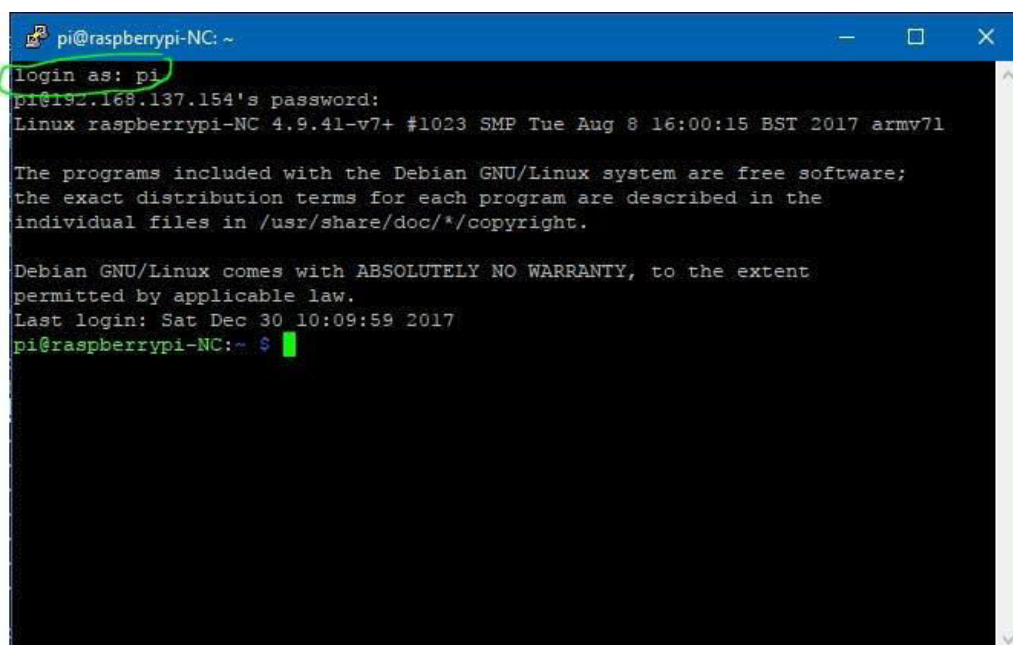 pi@raspberrypi-NC: ~
login as: pi
pi@192.168.137.154's password:
Linux raspberrypi-NC 4.9.41-v7+ #1023 SMP Tue Aug 8 16:00:15 BST 2017 armv7l
The programs included with the Debian GNU/Linux system are free software;
the exact distribution terms for each program are described in the
individual files in /usr/share/doc/*/copyright.
Debian GNU/Linux comes with ABSOLUTELY NO WARRANTY, to the extent
permitted by applicable law.
Last login: Sat Dec 30 10:09:59 2017
pi@raspberrypi-NC:~ $